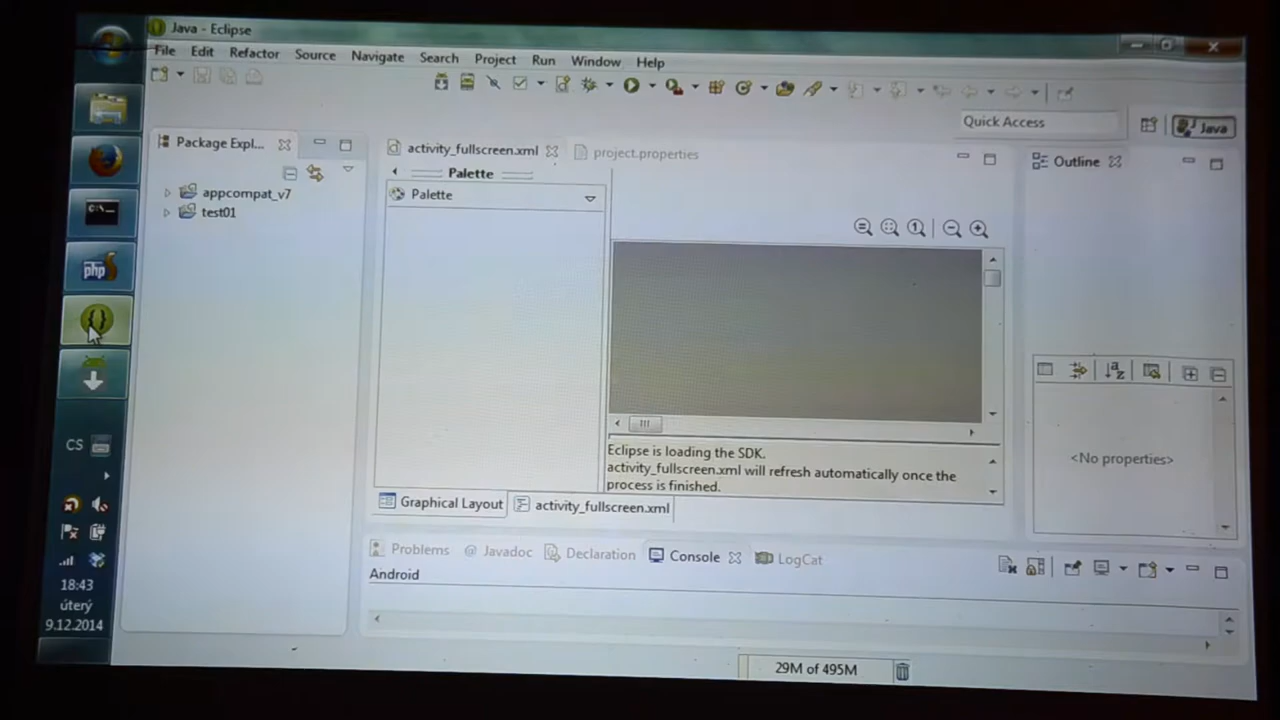 Java - Eclipse
File Edit Refactor Source Navigate Search Project Run Window Help
Quick Access
Java
Package Expl...
activity_fullscreen.xml
project.properties
Outline
Palette
Palette
appcompat_v7
test01
C:\.
php
Eclipse is loading the SDK.
activity_fullscreen.xml will refresh automatically once the
process is finished.
<No properties>
Graphical Layout
activity_fullscreen.xml
Problems @ Javadoc Declaration Console LogCat
Android
CS
18:43
úterý
9.12.2014
29M of 495M